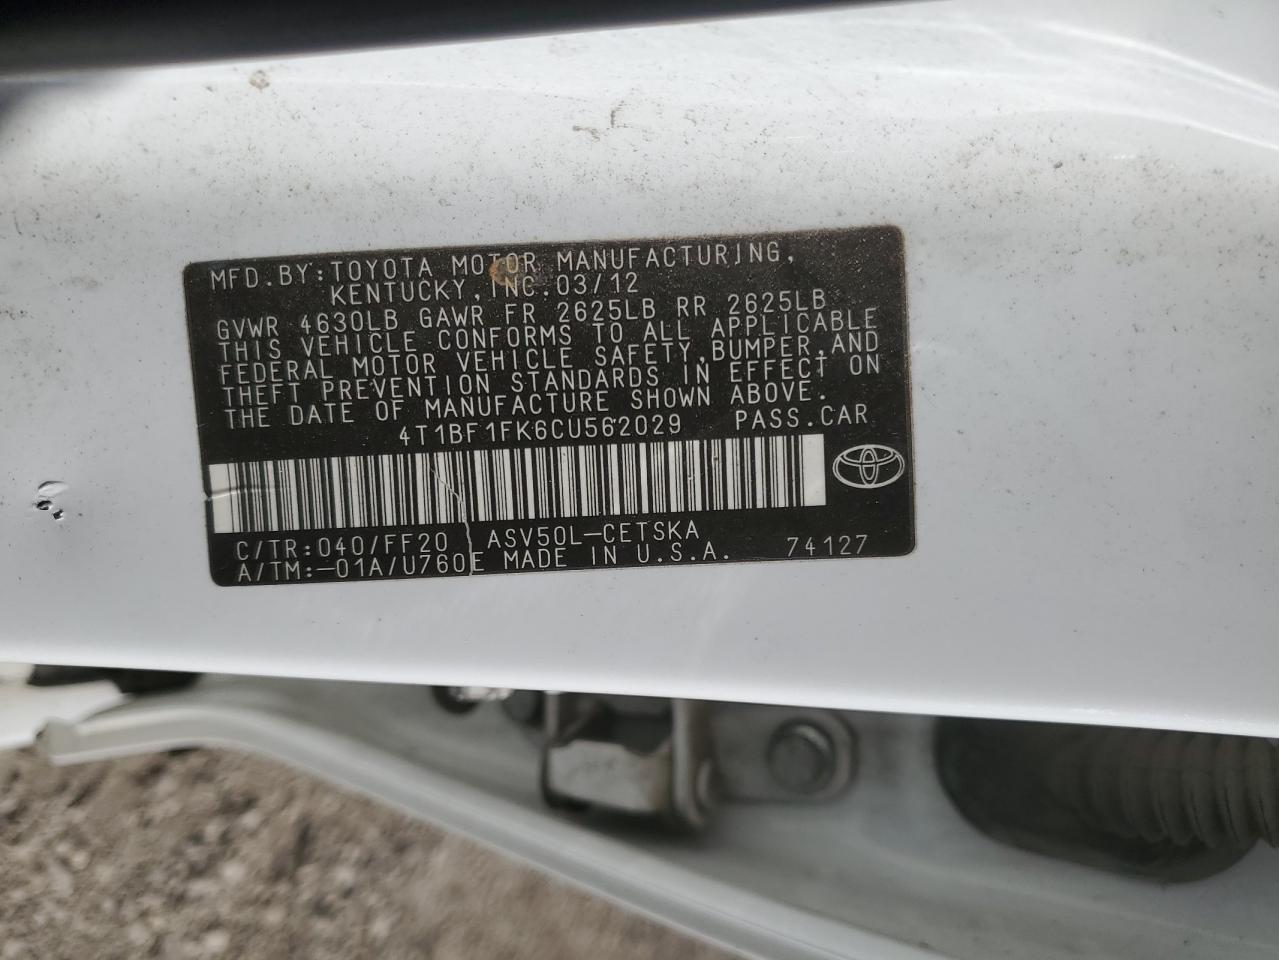 MFD.BY:TOYOTA MOTOR MANUFACTURING,
KENTUCKY,INC.03/12
GVWR 4630LB GAWR FR 2625LB RR 2625LB
THIS VEHICLE CONFORMS TO ALL APPLICABLE
FEDERAL MOTOR VEHICLE SAFETY,BUMPER,AND
THEFT PREVENTION STANDARDS IN EFFECT ON
THE DATE OF MANUFACTURE SHOWN ABOVE.
4T1BF1FK6CU562029 PASS.CAR
C/TR:040/FF20 ASV50L-CETSKA
A/TM:-01A/U760E MADE IN U.S.A. 74127